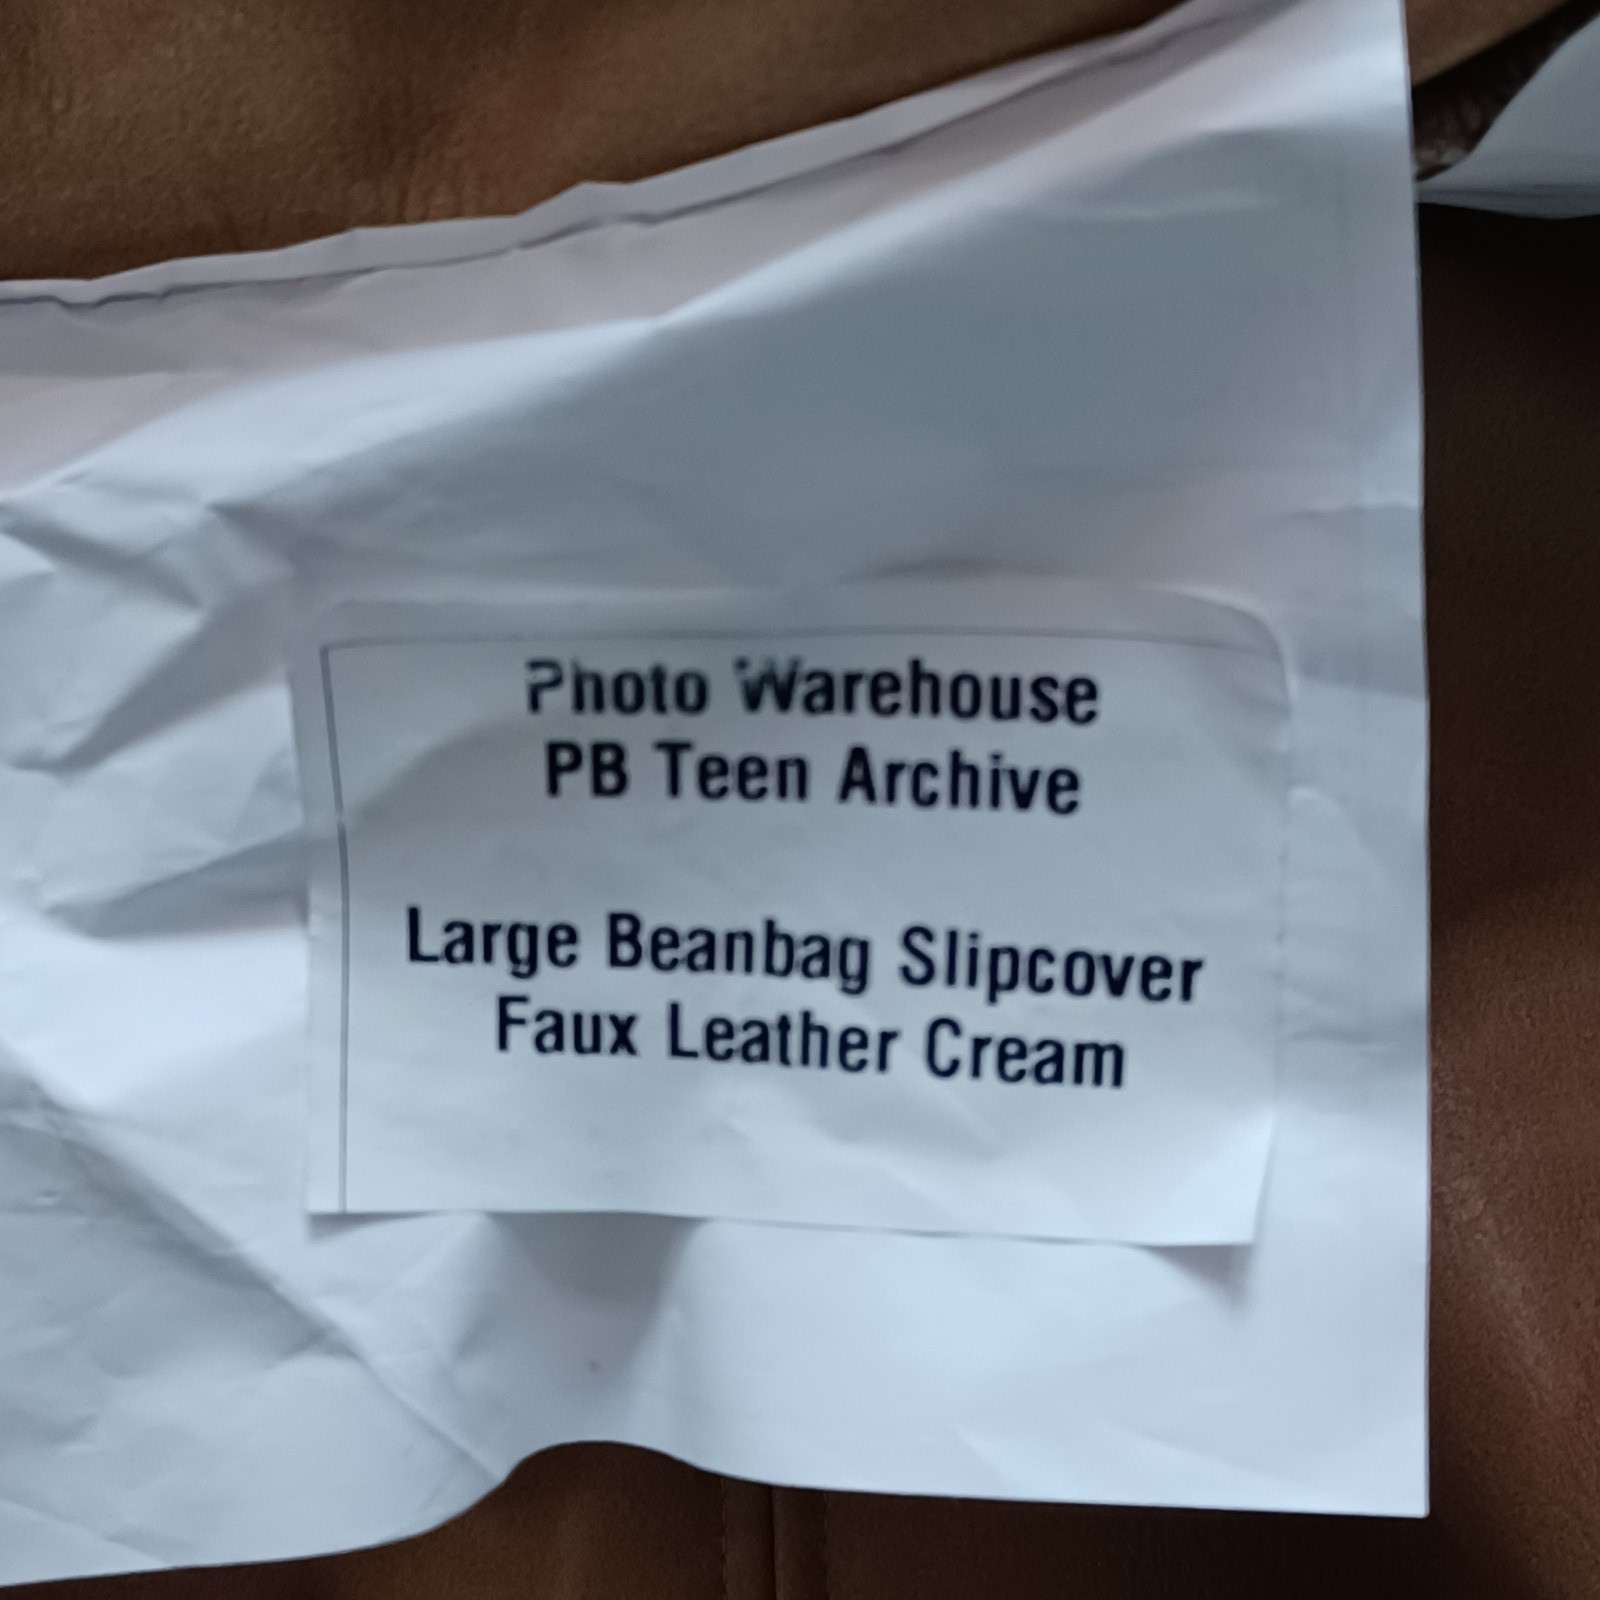 Photo Warehouse
PB Teen Archive
Large Beanbag Slipcover
Faux Leather Cream